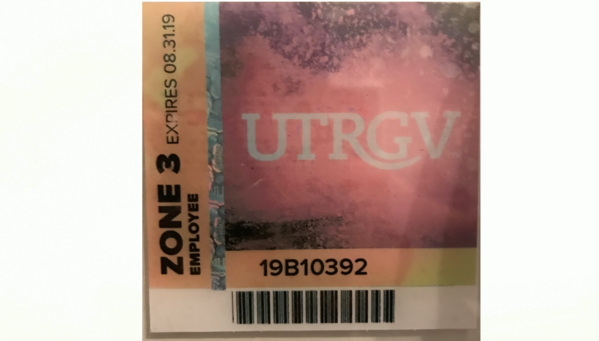 ZONE 3 EXPIRES 08.31.19
EMPLOYEE
UTRGV
19B10392